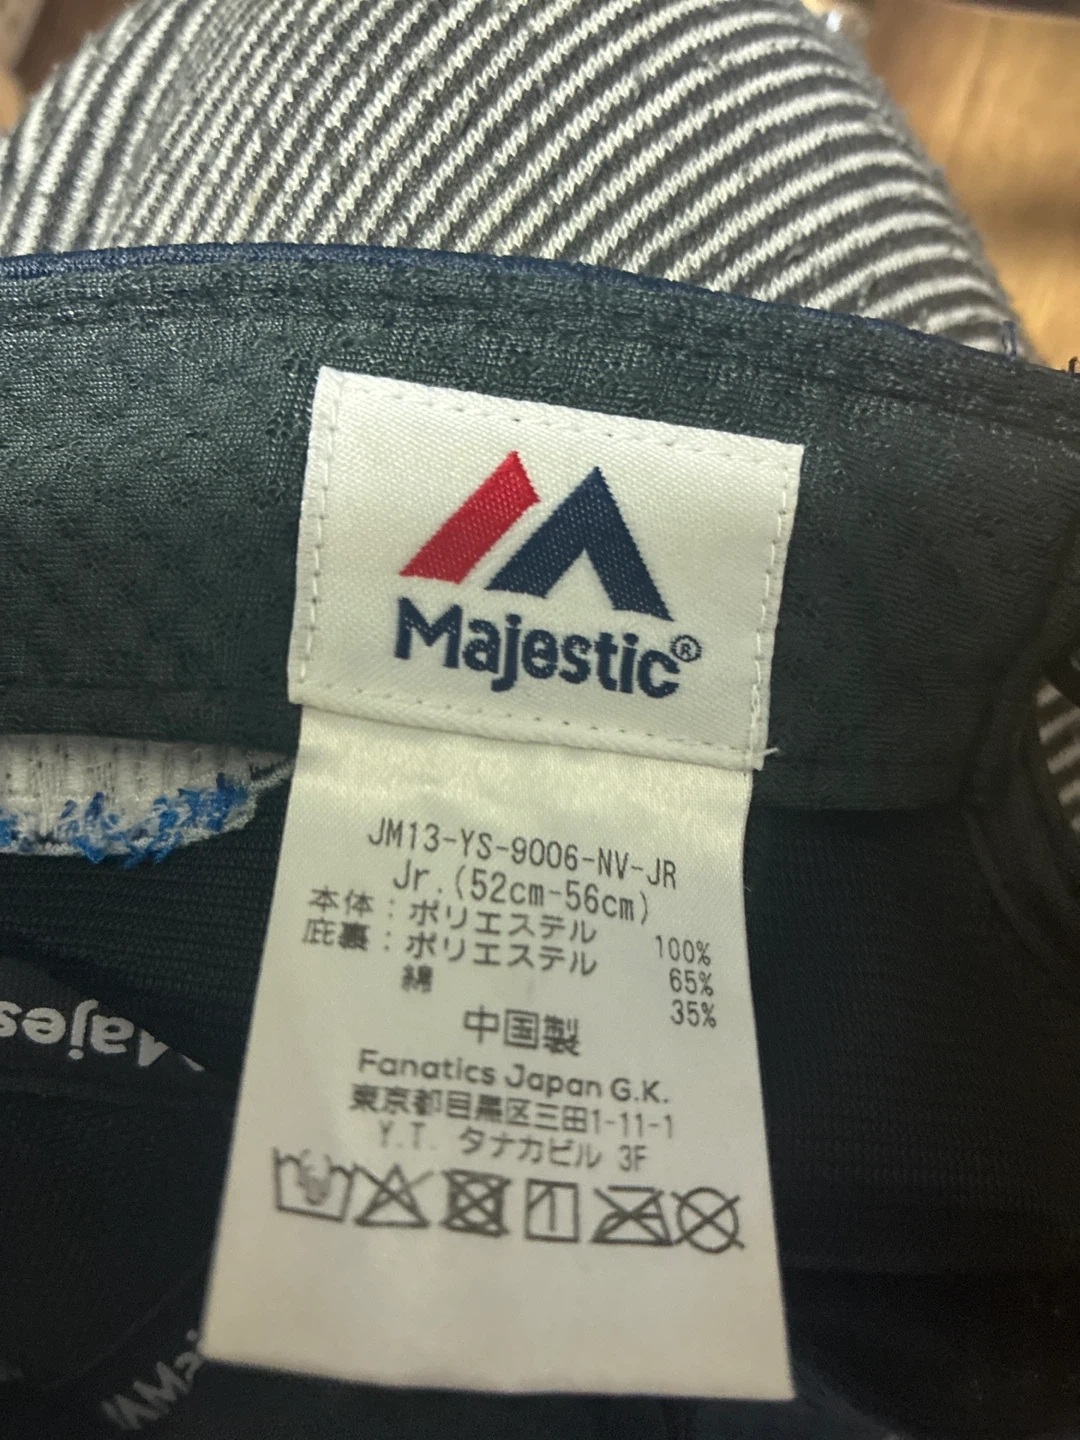 Majestic®
JM13-YS-9006-NV-JR
Jr.(52cm-56cm)
本体：ポリエステル 100%
庇裏：ポリエステル 65%
綿 35%
中国製
Fanatics Japan G.K.
東京都目黒区三田1-11-1
Y.T. タナカビル 3F
Majes
Maj